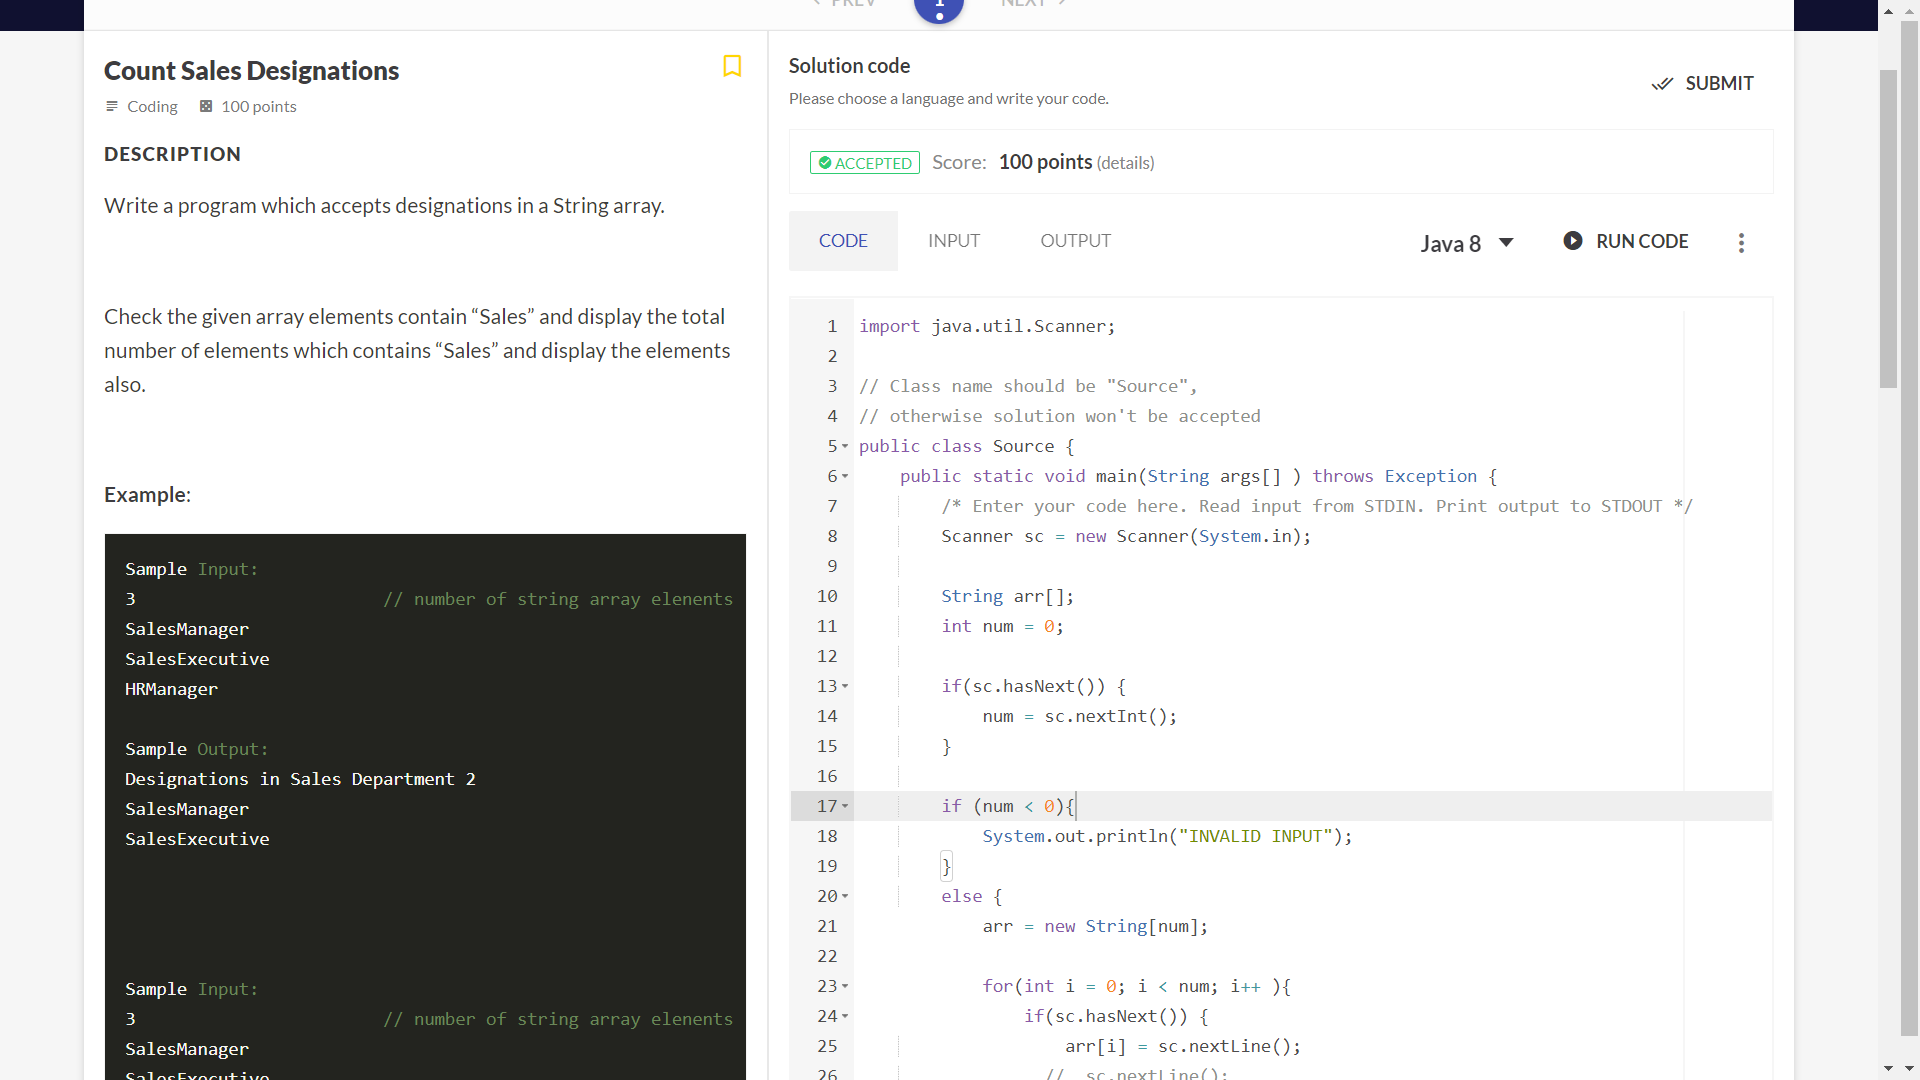 PREV
1
NEXT
Count Sales Designations
Coding
100 points
DESCRIPTION
Write a program which accepts designations in a String array.
Check the given array elements contain “Sales” and display the total
number of elements which contains “Sales” and display the elements
also.
Example:
Sample Input:
3 // number of string array elenents
SalesManager
SalesExecutive
HRManager
Sample Output:
Designations in Sales Department 2
SalesManager
SalesExecutive
Sample Input:
3 // number of string array elenents
SalesManager
SalesExecutive
Solution code
Please choose a language and write your code.
SUBMIT
ACCEPTED Score: 100 points (details)
CODE INPUT OUTPUT
Java 8
RUN CODE
1 import java.util.Scanner;
2
3 // Class name should be "Source",
4 // otherwise solution won't be accepted
5 public class Source {
6 public static void main(String args[] ) throws Exception {
7 /* Enter your code here. Read input from STDIN. Print output to STDOUT */
8 Scanner sc = new Scanner(System.in);
9
10 String arr[];
11 int num = 0;
12
13 if(sc.hasNext()) {
14 num = sc.nextInt();
15 }
16
17 if (num < 0){
18 System.out.println("INVALID INPUT");
19 }
20 else {
21 arr = new String[num];
22
23 for(int i = 0; i < num; i++ ){
24 if(sc.hasNext()) {
25 arr[i] = sc.nextLine();
26 // sc.nextLine();